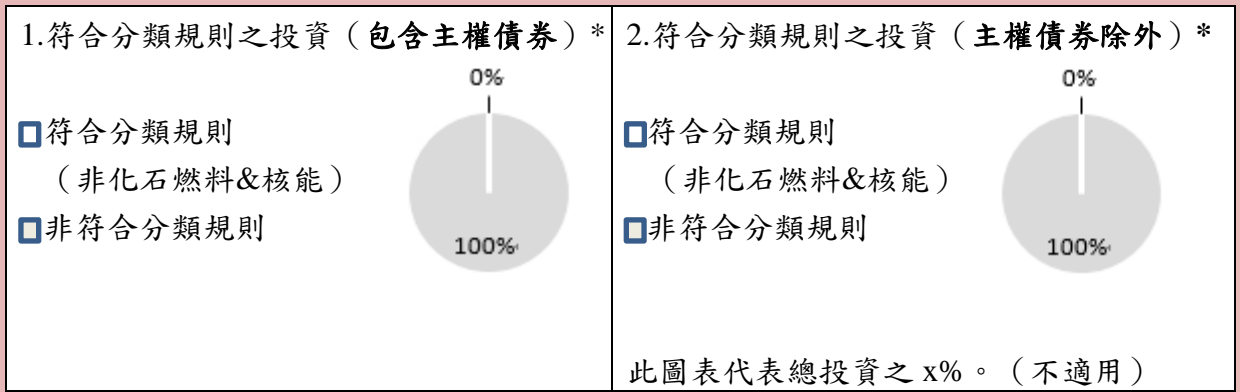 1.符合分類規則之投資（包含主權債券）*
0%
符合分類規則
（非化石燃料&核能）
非符合分類規則
100%
2.符合分類規則之投資（主權債券除外）*
0%
符合分類規則
（非化石燃料&核能）
非符合分類規則
100%
此圖表代表總投資之 x%。（不適用）